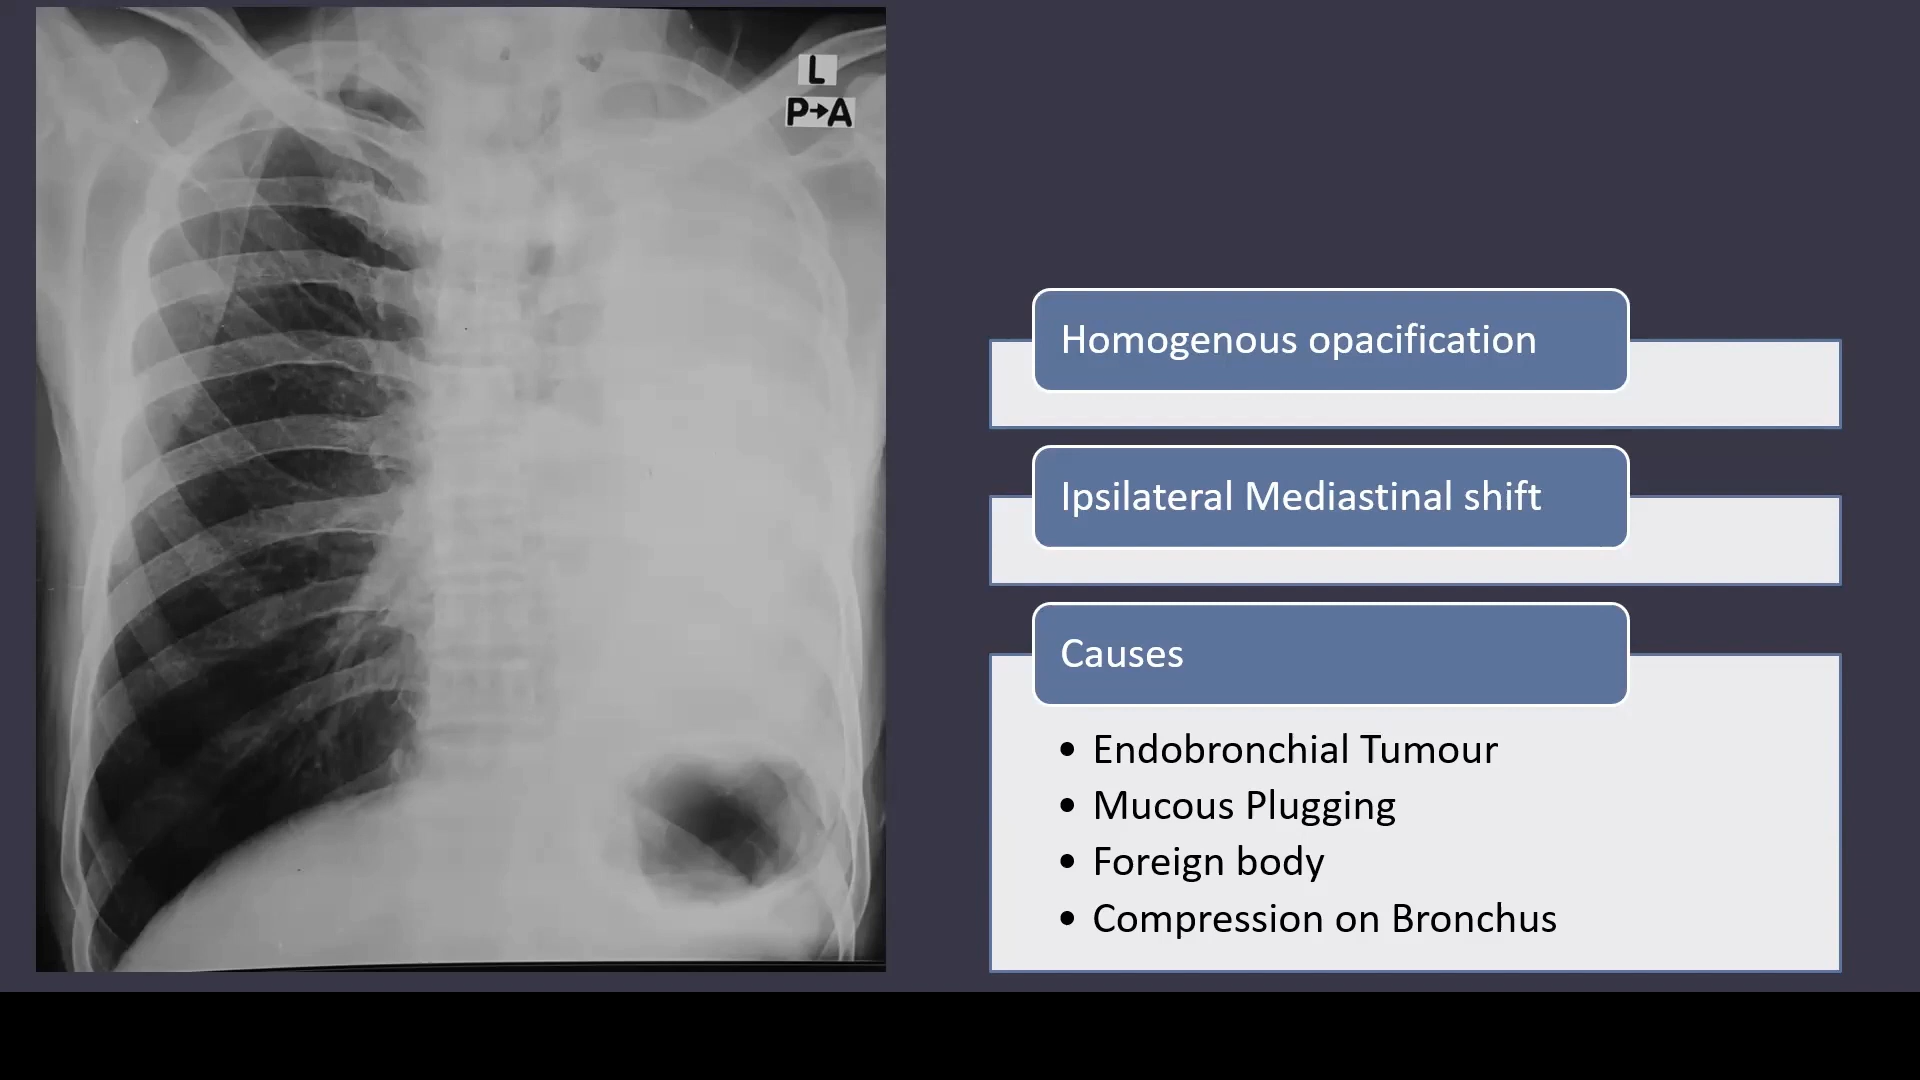 L
P→A
Homogenous opacification
Ipsilateral Mediastinal shift
Causes
• Endobronchial Tumour
• Mucous Plugging
• Foreign body
• Compression on Bronchus